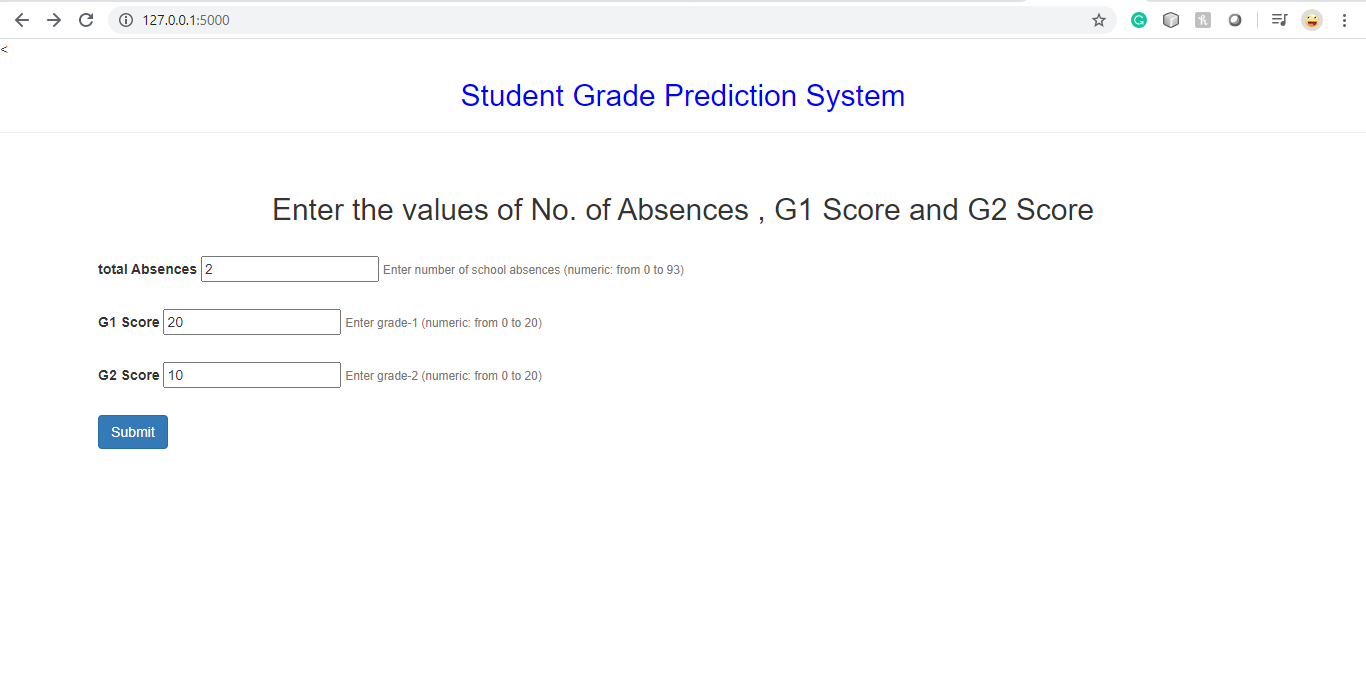 127.0.0.1:5000
<
Student Grade Prediction System
Enter the values of No. of Absences , G1 Score and G2 Score
total Absences 2 Enter number of school absences (numeric: from 0 to 93)
G1 Score 20 Enter grade-1 (numeric: from 0 to 20)
G2 Score 10 Enter grade-2 (numeric: from 0 to 20)
Submit